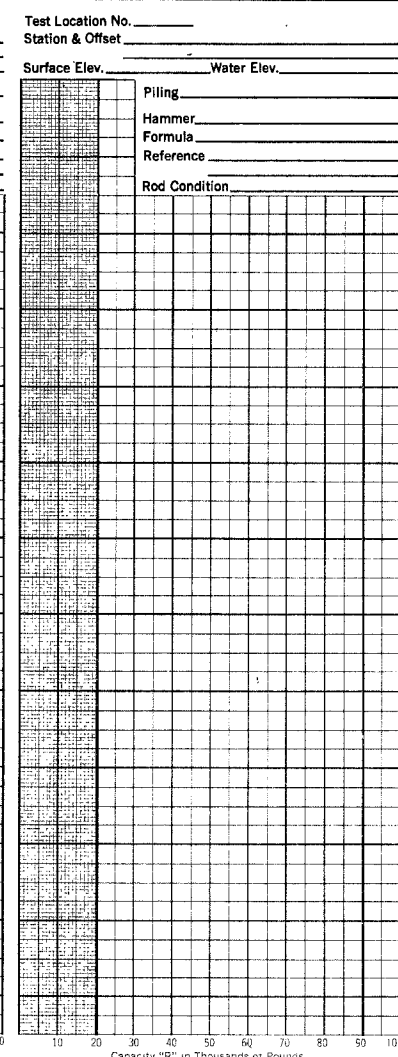 Test Location No.
Station & Offset
Surface Elev. Water Elev.
Piling
Hammer
Formula
Reference
Rod Condition
0 10 20 30 40 50 60 70 80 90 10
Capacity "R" in Thousands of Pounds